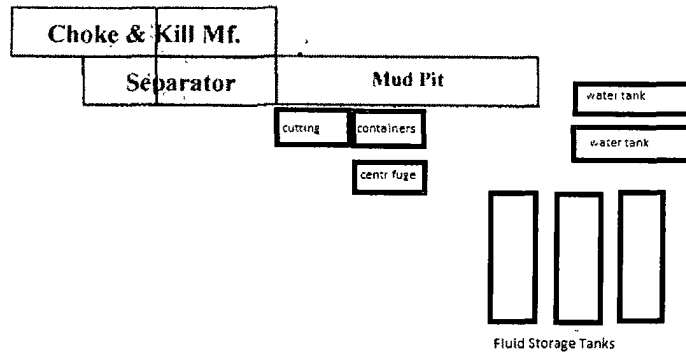 Choke & Kill Mf.
Separator
Mud Pit
water tank
cutting
containers
water tank
centr fuge
Fluid Storage Tanks